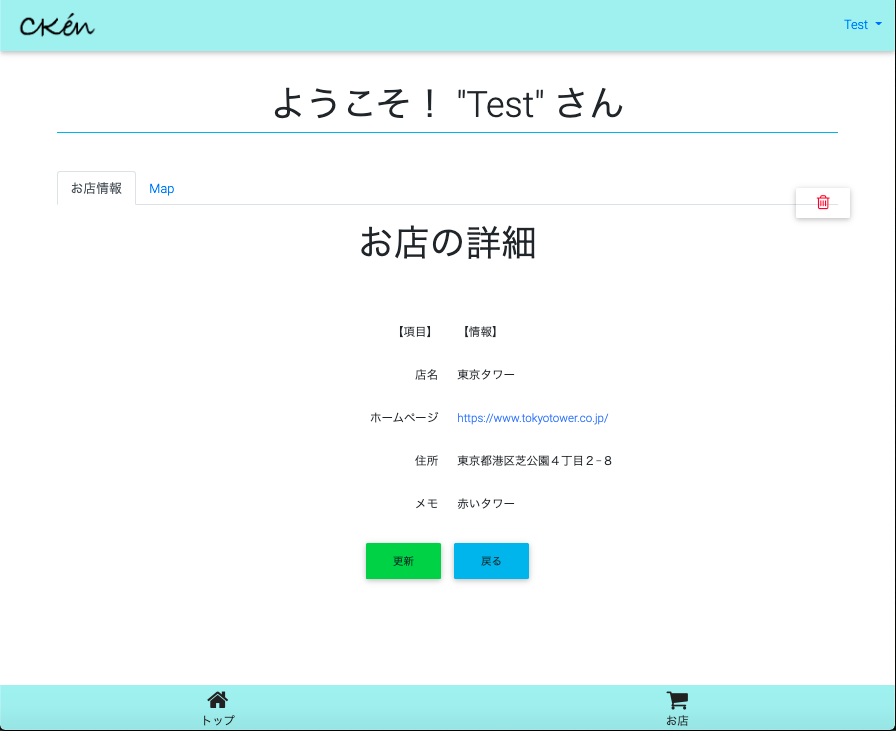 CKén
Test
ようこそ！ "Test" さん
お店情報 Map
お店の詳細
【項目】 【情報】
店名 東京タワー
ホームページ https://www.tokyotower.co.jp/
住所 東京都港区芝公園４丁目２−８
メモ 赤いタワー
更新 戻る
トップ お店